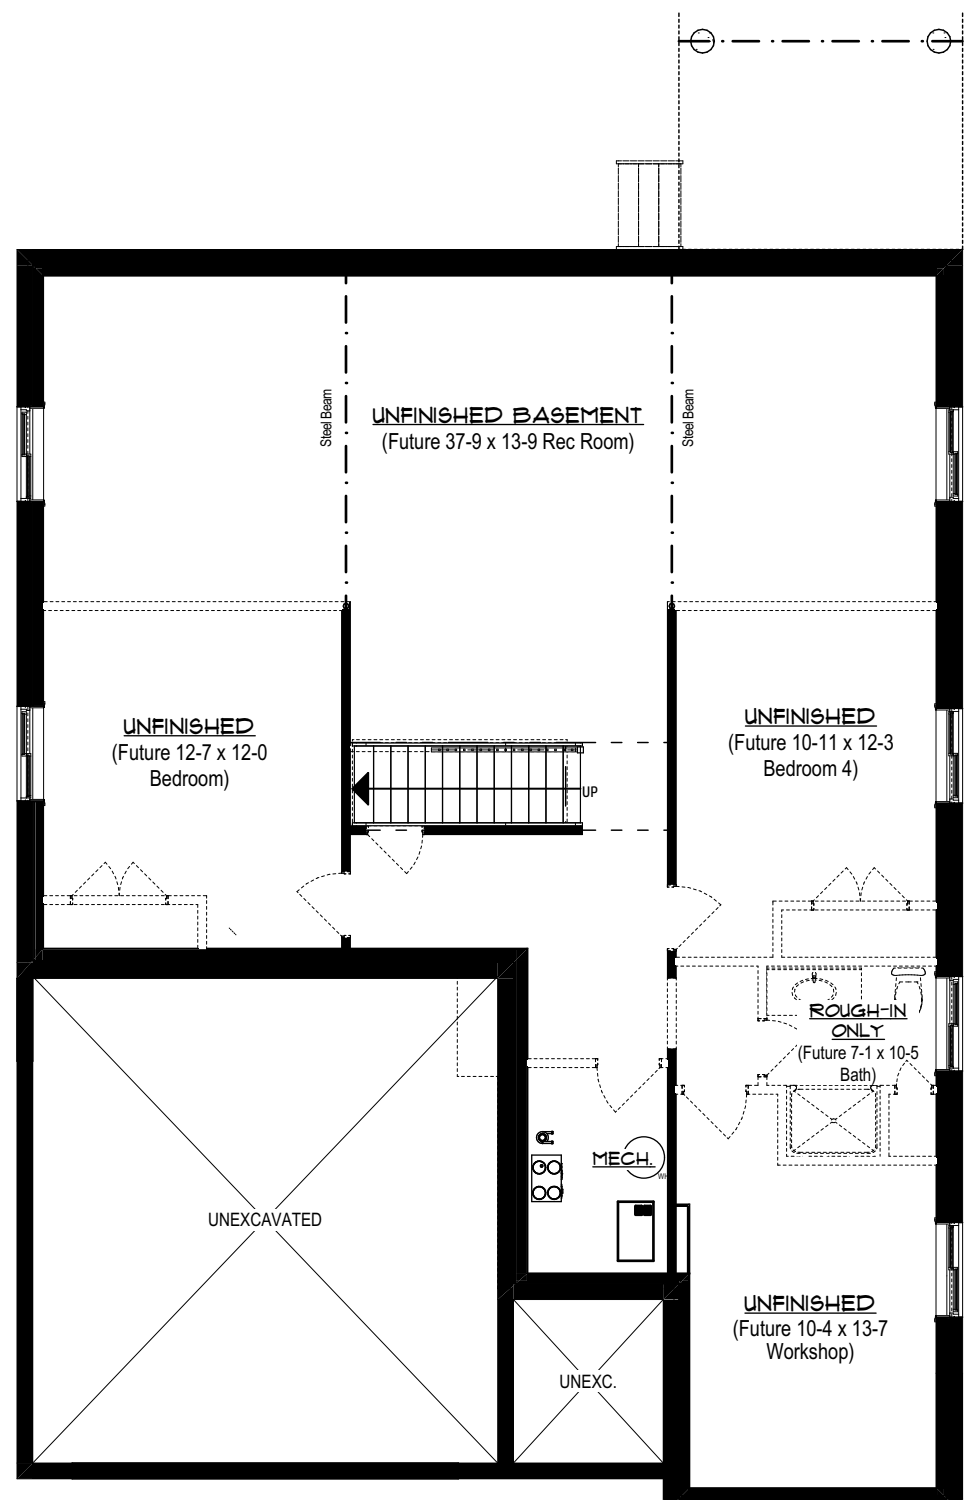 Steel Beam
UNFINISHED BASEMENT
(Future 37-9 x 13-9 Rec Room)
Steel Beam
UNFINISHED
(Future 12-7 x 12-0
Bedroom)
UNFINISHED
(Future 10-11 x 12-3
Bedroom 4)
UP
ROUGH-IN
ONLY
(Future 7-1 x 10-5
Bath)
MECH.
WH
UNEXCAVATED
UNFINISHED
(Future 10-4 x 13-7
Workshop)
UNEXC.